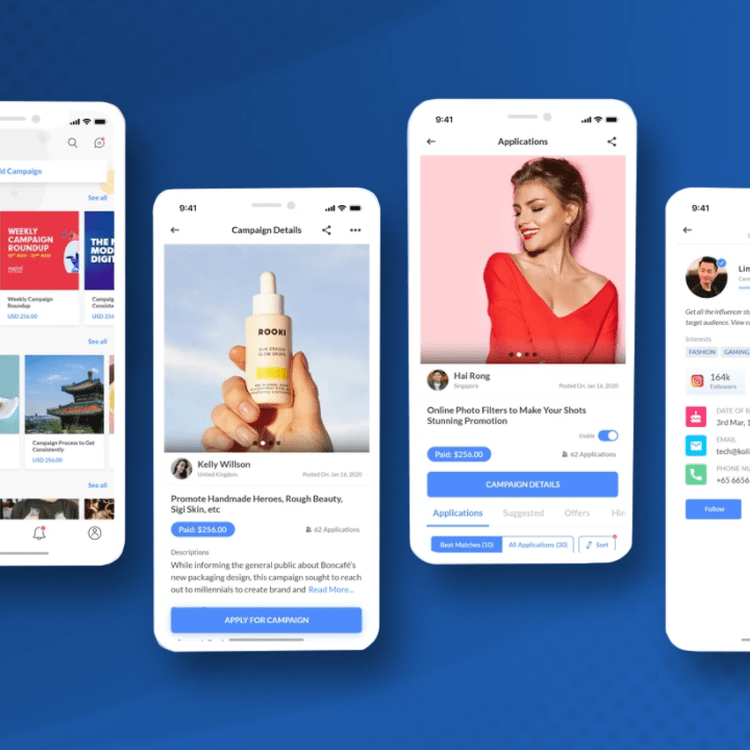 d Campaign
See all
WEEKLY
CAMPAIGN
ROUNDUP
THE N
MOD
DIGIT
Weekly Campaign
Roundup
USD 256.00
Campaig
Consistentl
USD 256
See all
Campaign Process to Get
Consistently
USD 256.00
See all
9:41
Campaign Details
ROOKI
Kelly Willson
United Kingdom
Posted On: Jan 16, 2020
Promote Handmade Heroes, Rough Beauty,
Sigi Skin, etc
Paid: $256.00
62 Applications
Descriptions
While informing the general public about Boncafé's
new packaging design, this campaign sought to reach
out to millennials to create brand and Read More...
APPLY FOR CAMPAIGN
9:41
Applications
Hai Rong
Singapore
Posted On: Jan 16, 2020
Online Photo Filters to Make Your Shots
Stunning Promotion
Enable
Paid: $256.00
62 Applications
CAMPAIGN DETAILS
Applications Suggested Offers Hir
Best Matches (10) All Applications (30) Sort
9:41
Lim
Get all the influencer st
target audience. View c
Interests
FASHION GAMING
164k
Followers
DATE OF B
3rd Mar, 1
EMAIL
tech@koli
PHONE NU
+65 6656
Follow